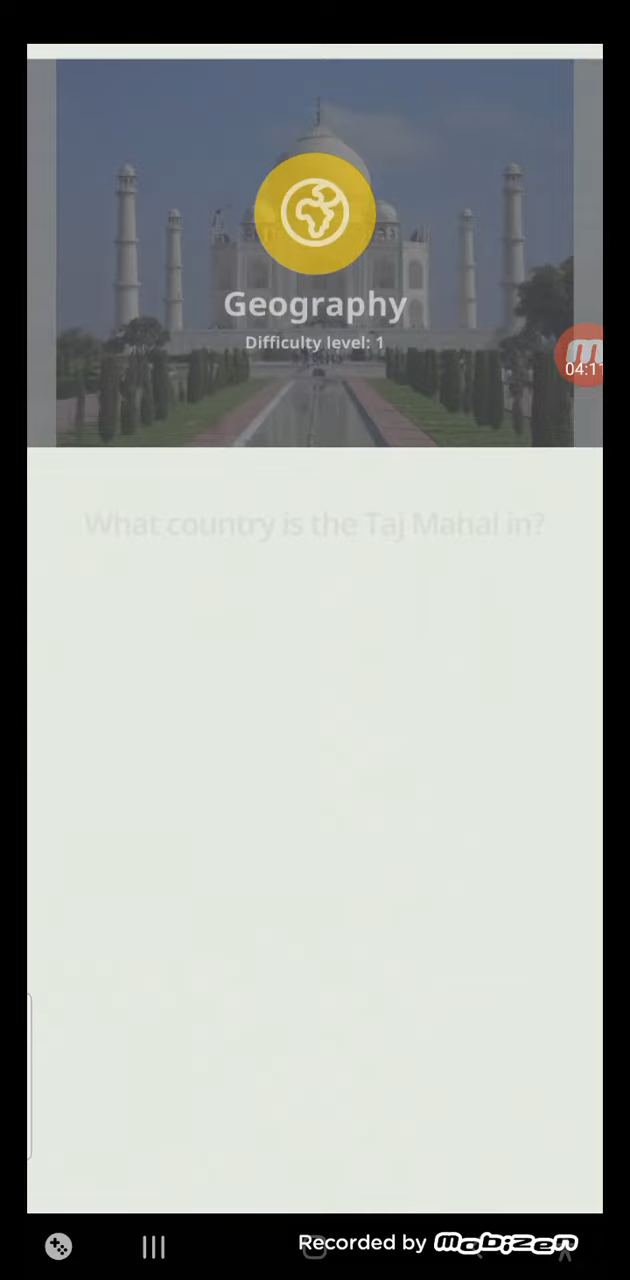 Geography
Difficulty level: 1
04:11
What country is the Taj Mahal in?
Recorded by mobizen